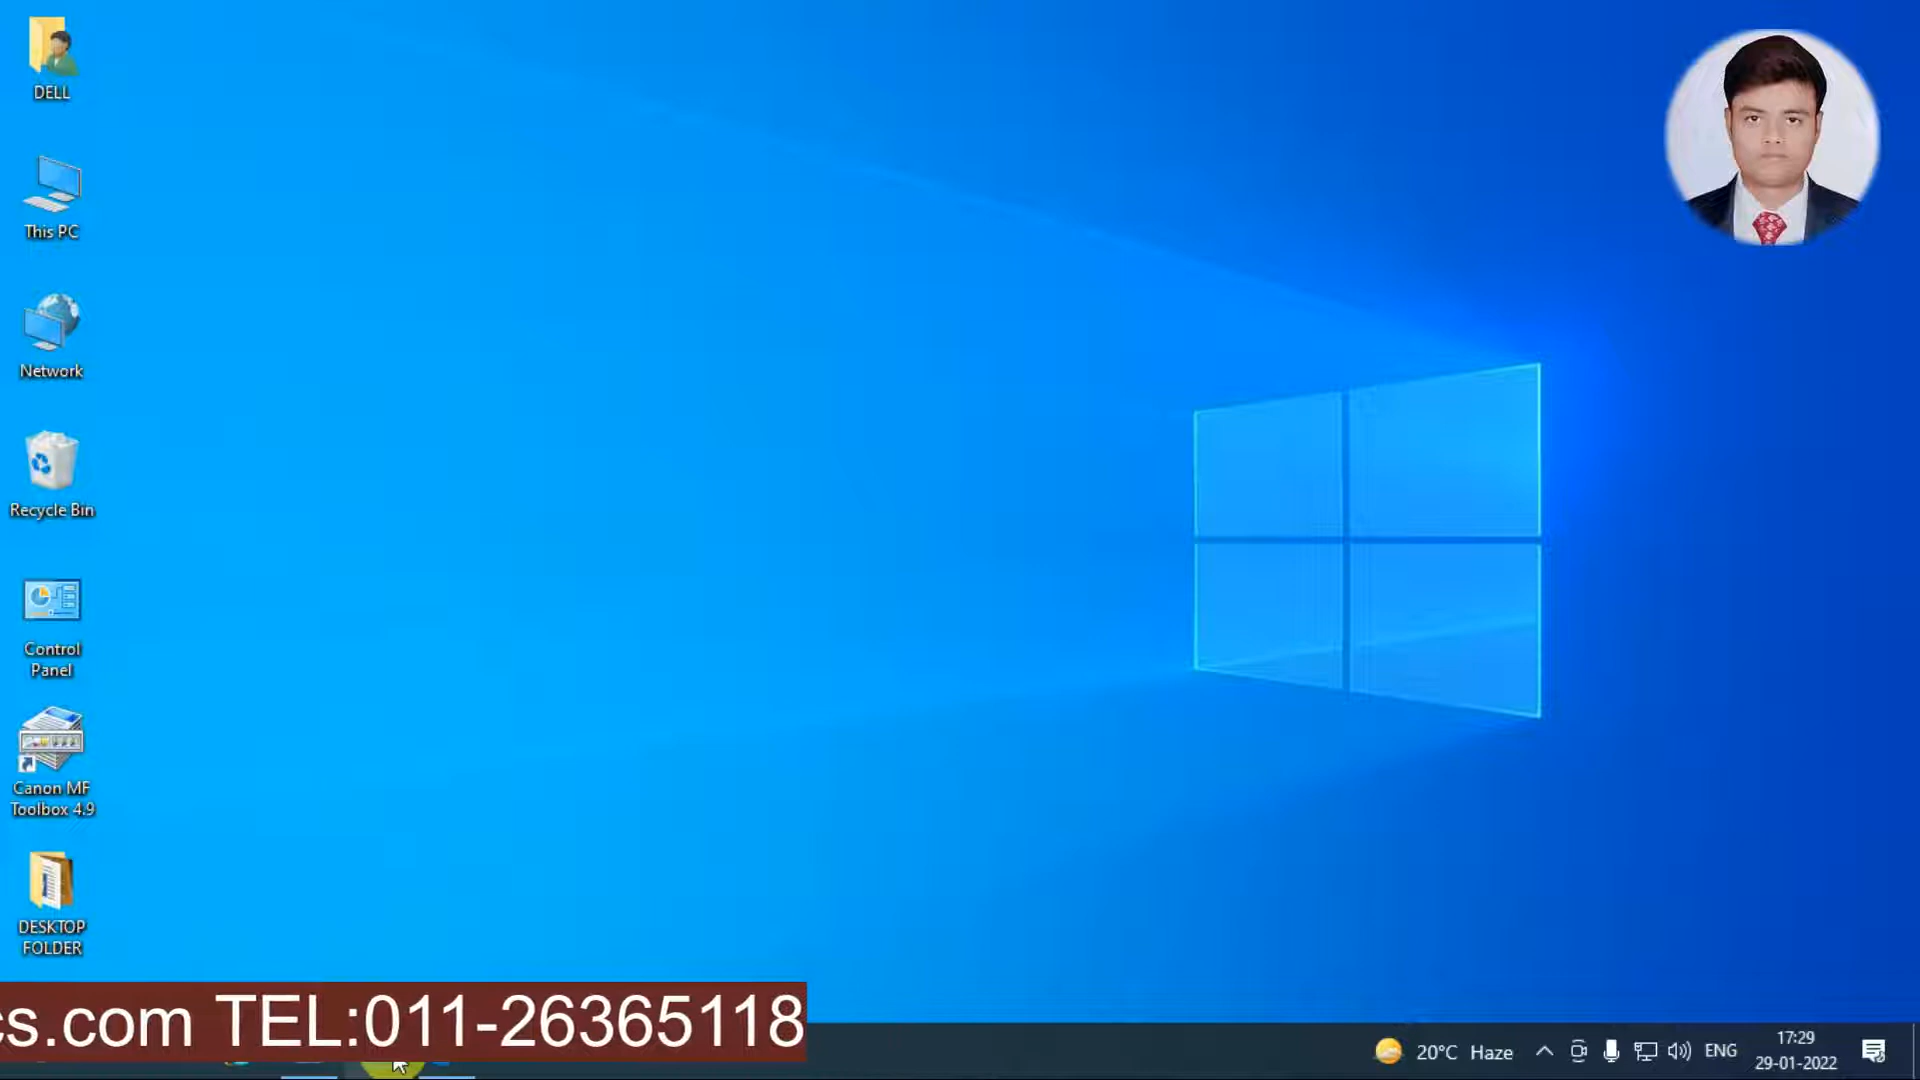 DELL
This PC
Network
Recycle Bin
Control
Panel
Canon MF
Toolbox 4.9
DESKTOP
FOLDER
cs.com TEL:011-26365118
20°C Haze
ENG
17:29
29-01-2022